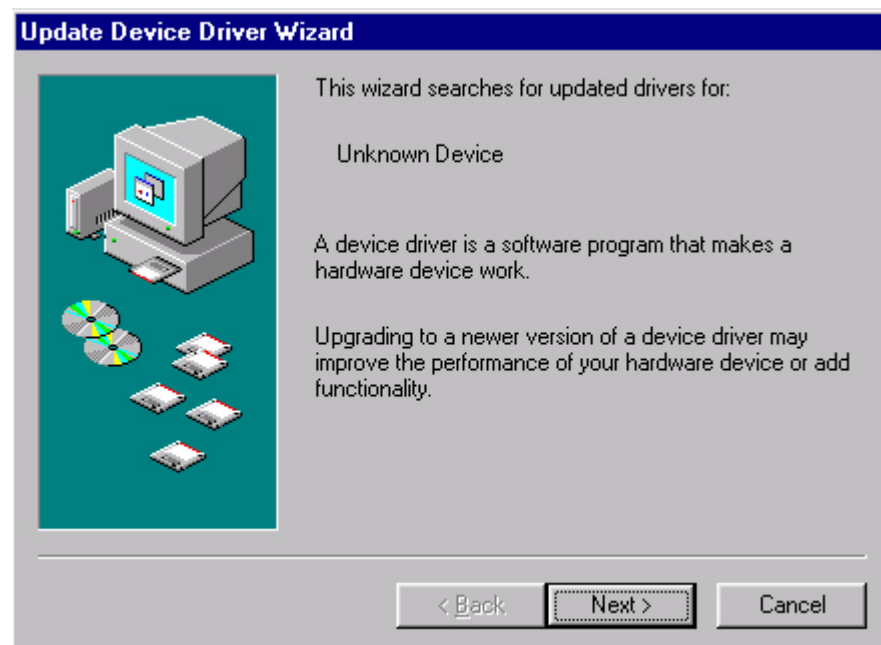 Update Device Driver Wizard
This wizard searches for updated drivers for:
Unknown Device
A device driver is a software program that makes a
hardware device work.
Upgrading to a newer version of a device driver may
improve the performance of your hardware device or add
functionality.
< Back
Next >
Cancel